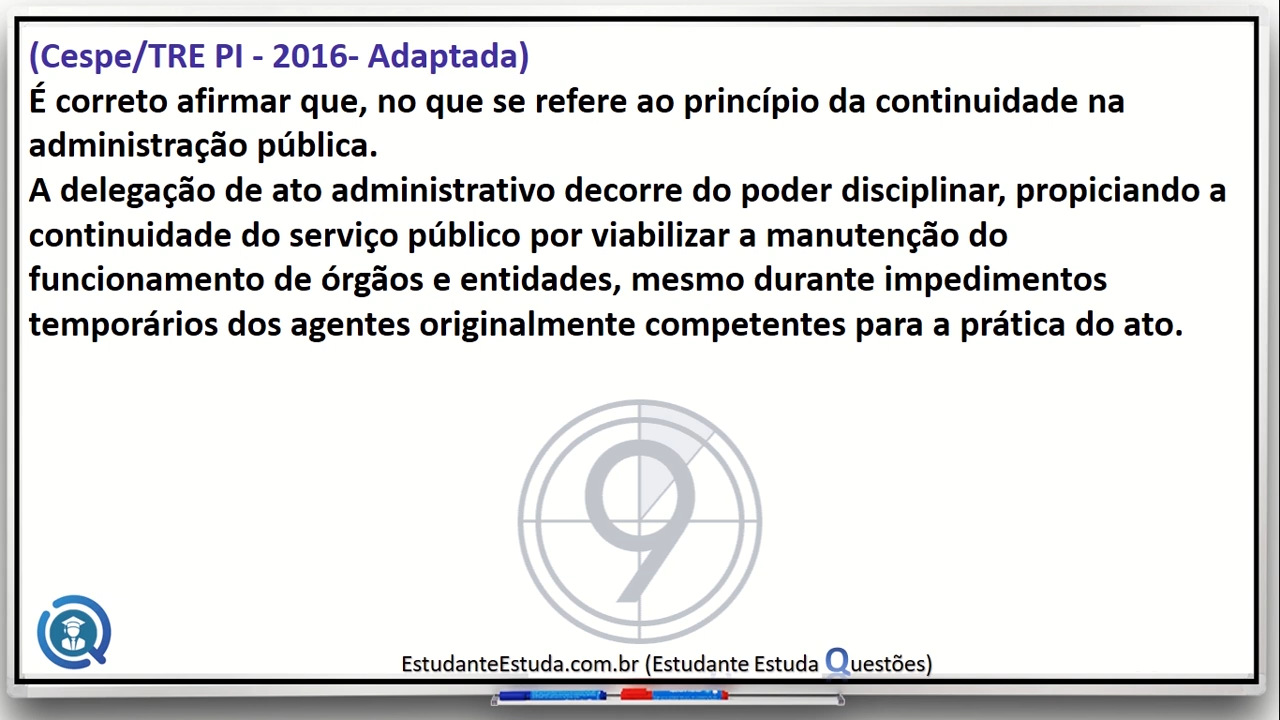 (Cespe/TRE PI - 2016- Adaptada)
É correto afirmar que, no que se refere ao princípio da continuidade na
administração pública.
A delegação de ato administrativo decorre do poder disciplinar, propiciando a
continuidade do serviço público por viabilizar a manutenção do
funcionamento de órgãos e entidades, mesmo durante impedimentos
temporários dos agentes originalmente competentes para a prática do ato.
9
EstudanteEstuda.com.br (Estudante Estuda Questões)